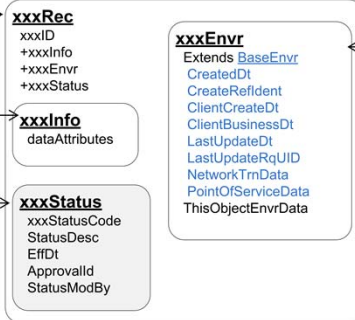 xxxRec
xxxID
+xxxInfo
+xxxEnvr
+xxxStatus
xxxInfo
dataAttributes
xxxStatus
xxxStatusCode
StatusDesc
EffDt
ApprovalId
StatusModBy
xxxEnvr
Extends BaseEnvr
CreatedDt
CreateRefIdent
ClientCreateDt
ClientBusinessDt
LastUpdateDt
LastUpdateRqUID
NetworkTrnData
PointOfServiceData
ThisObjectEnvrData